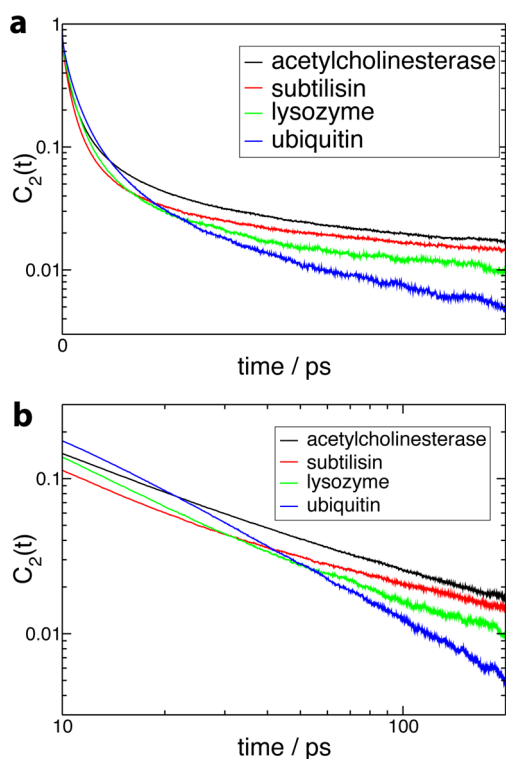 a
1
acetylcholinesterase
subtilisin
lysozyme
ubiquitin
0.1
C2(t)
0.01
0
time / ps
b
acetylcholinesterase
subtilisin
lysozyme
ubiquitin
0.1
C2(t)
0.01
10
100
time / ps